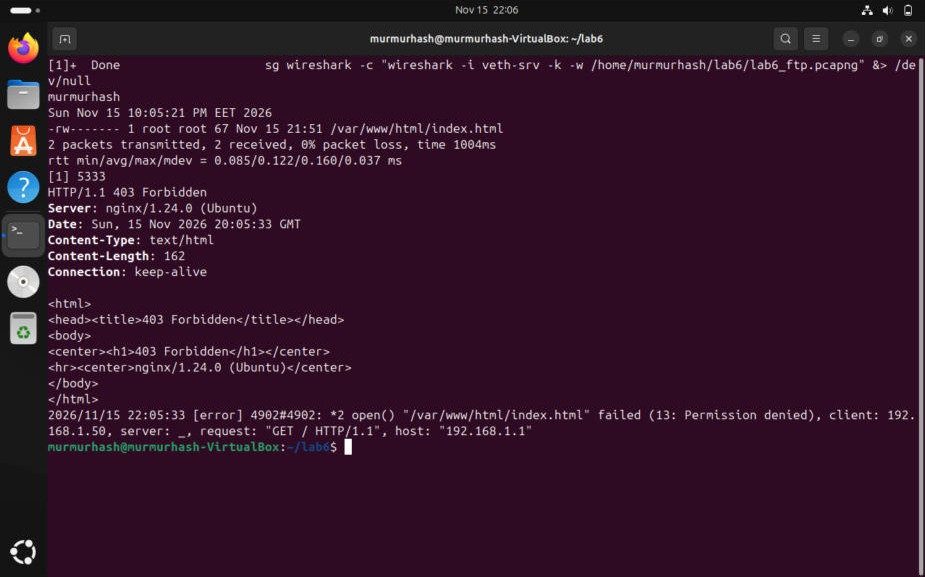 Nov 15 22:06
murmurhash@murmurhash-VirtualBox: ~/lab6
[1]+  Done                    sg wireshark -c "wireshark -i veth-srv -k -w /home/murmurhash/lab6/lab6_ftp.pcapng" &> /de
v/null
murmurhash
Sun Nov 15 10:05:21 PM EET 2026
-rw------- 1 root root 67 Nov 15 21:51 /var/www/html/index.html
2 packets transmitted, 2 received, 0% packet loss, time 1004ms
rtt min/avg/max/mdev = 0.085/0.122/0.160/0.037 ms
[1] 5333
HTTP/1.1 403 Forbidden
Server: nginx/1.24.0 (Ubuntu)
Date: Sun, 15 Nov 2026 20:05:33 GMT
Content-Type: text/html
Content-Length: 162
Connection: keep-alive

<html>
<head><title>403 Forbidden</title></head>
<body>
<center><h1>403 Forbidden</h1></center>
<hr><center>nginx/1.24.0 (Ubuntu)</center>
</body>
</html>
2026/11/15 22:05:33 [error] 4902#4902: *2 open() "/var/www/html/index.html" failed (13: Permission denied), client: 192.
168.1.50, server: _, request: "GET / HTTP/1.1", host: "192.168.1.1"
murmurhash@murmurhash-VirtualBox:~/lab6$